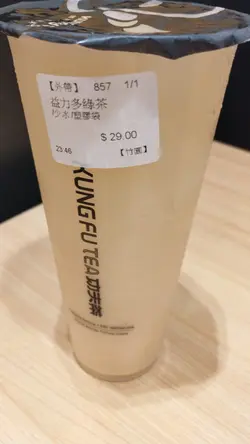 【外帶】 857 1/1
益力多綠茶
/少冰/塑膠袋
$ 29.00
23:46 【竹園】
KUNG FU TEA 功夫茶